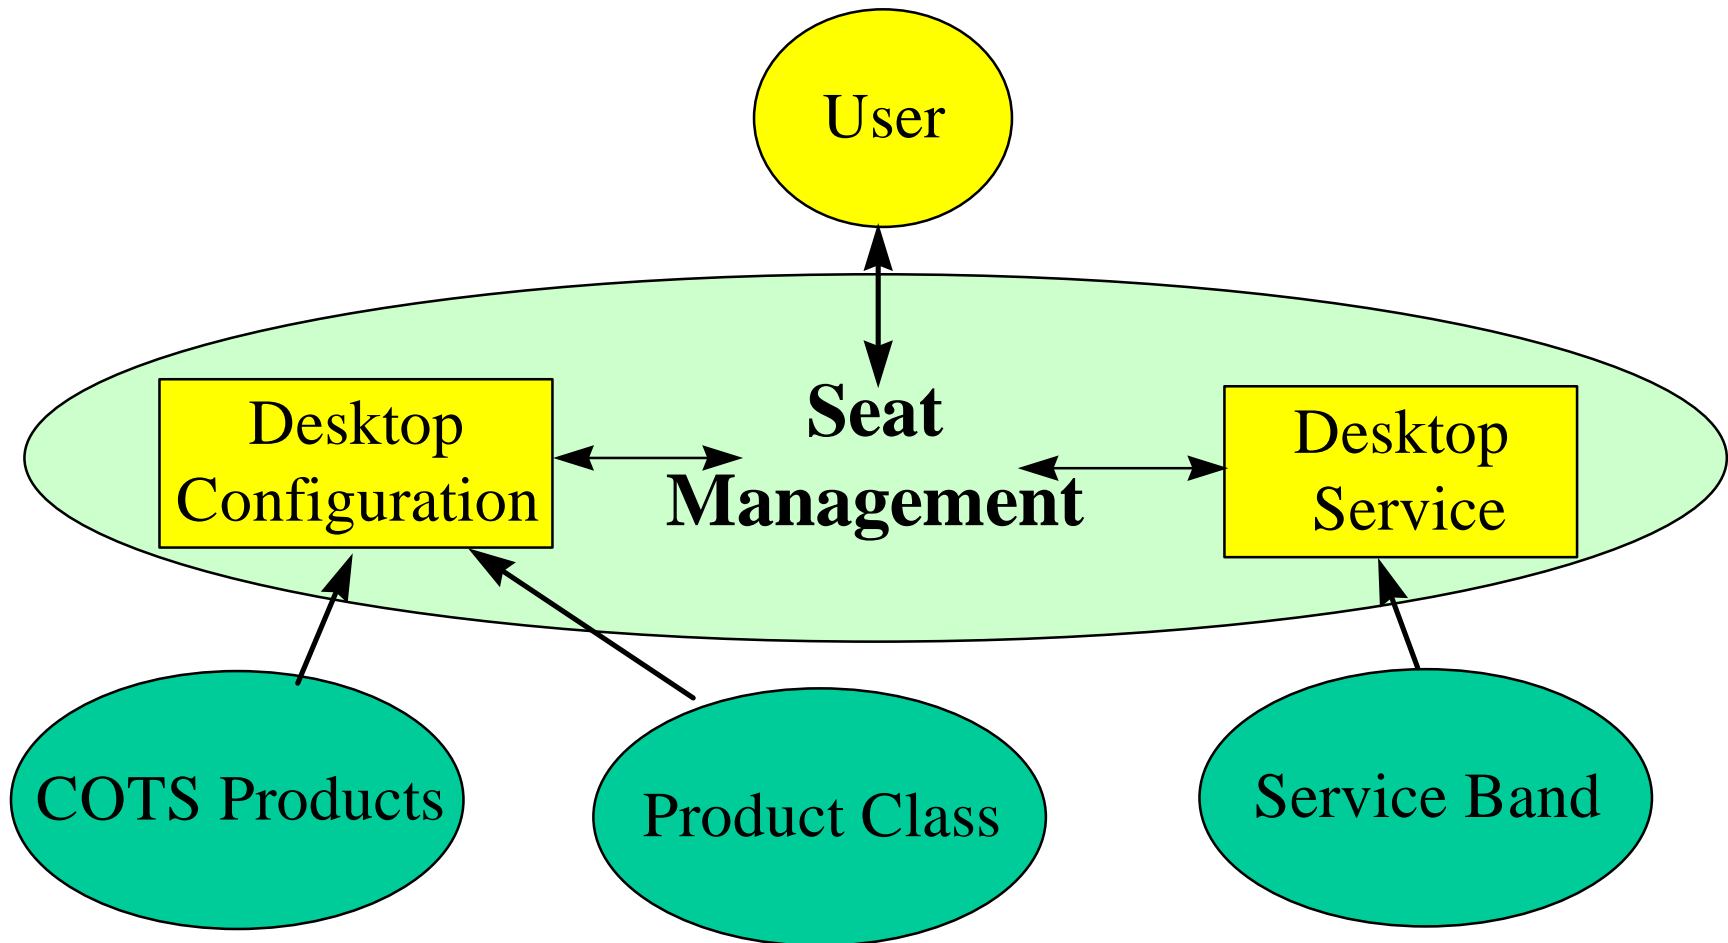 User
Desktop
Configuration
Seat
Management
Desktop
Service
COTS Products
Product Class
Service Band